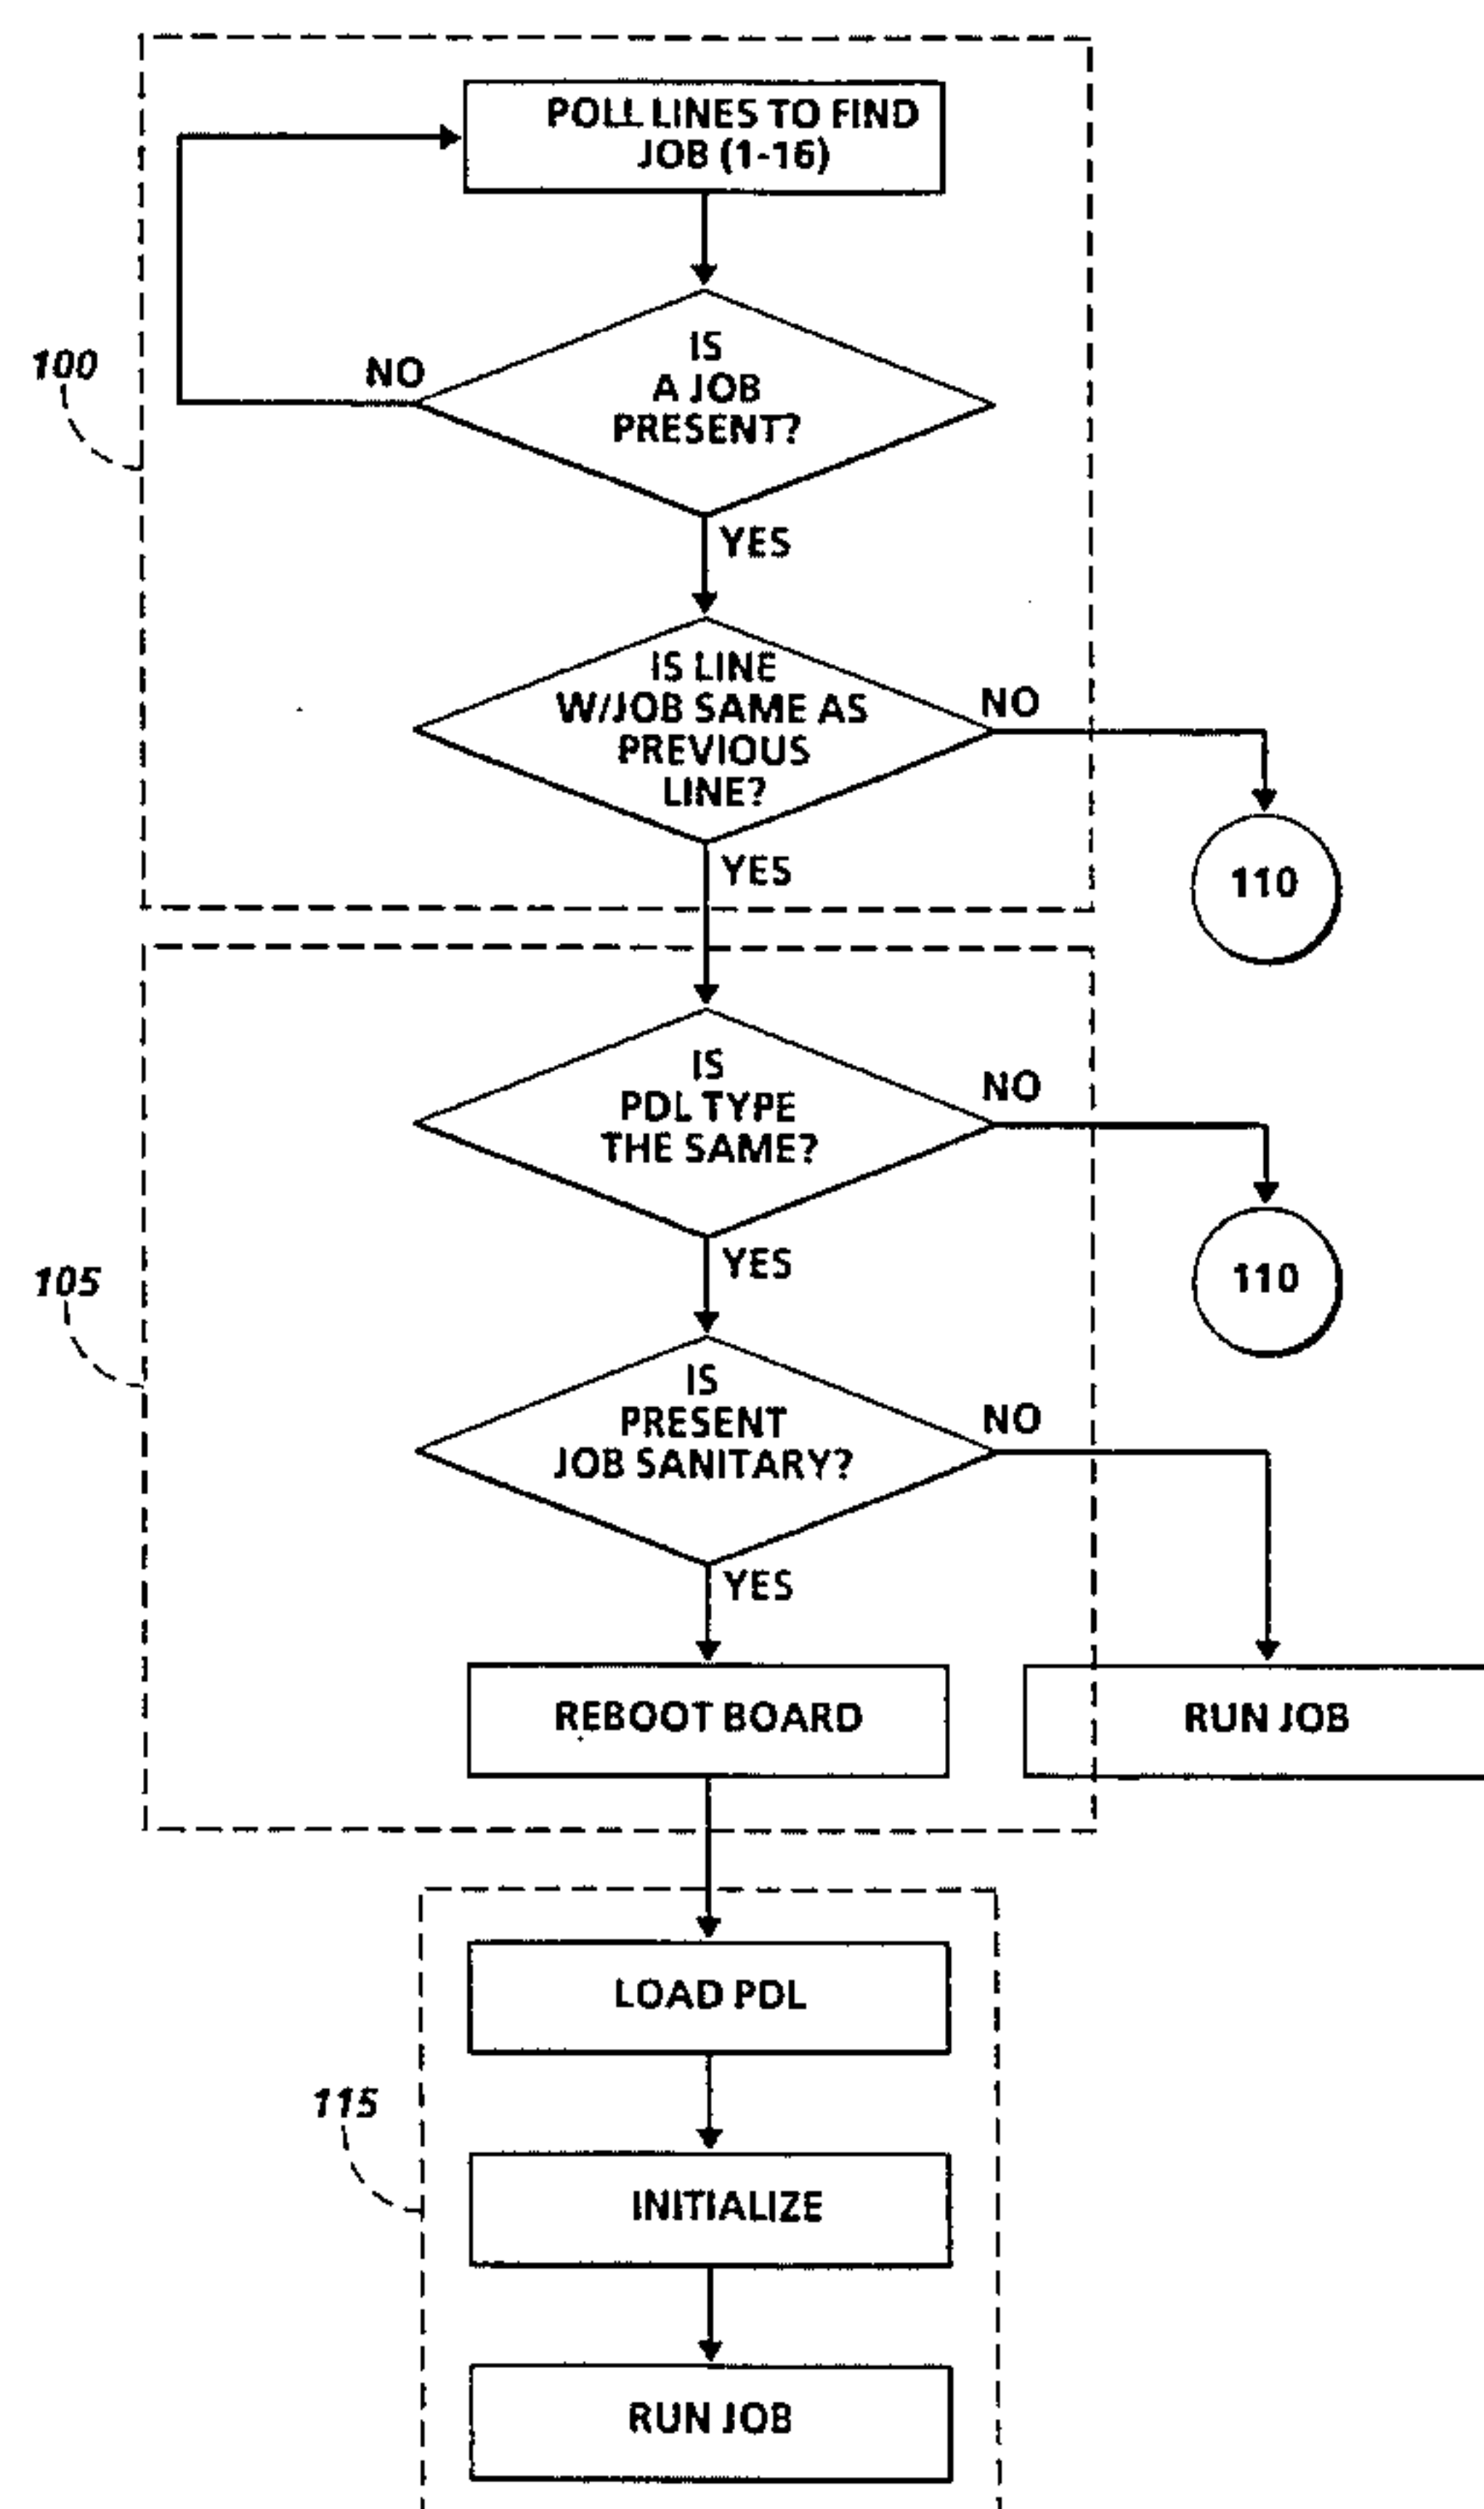 POLL LINES TO FIND
JOB (1-16)
IS
A JOB
PRESENT?
NO
100
YES
IS LINE
W/JOB SAME AS
PREVIOUS
LINE?
NO
110
YES
IS
PDL TYPE
THE SAME?
NO
110
YES
105
IS
PRESENT
JOB SANITARY?
NO
YES
REBOOT BOARD
RUN JOB
LOAD PDL
115
INITIALIZE
RUN JOB